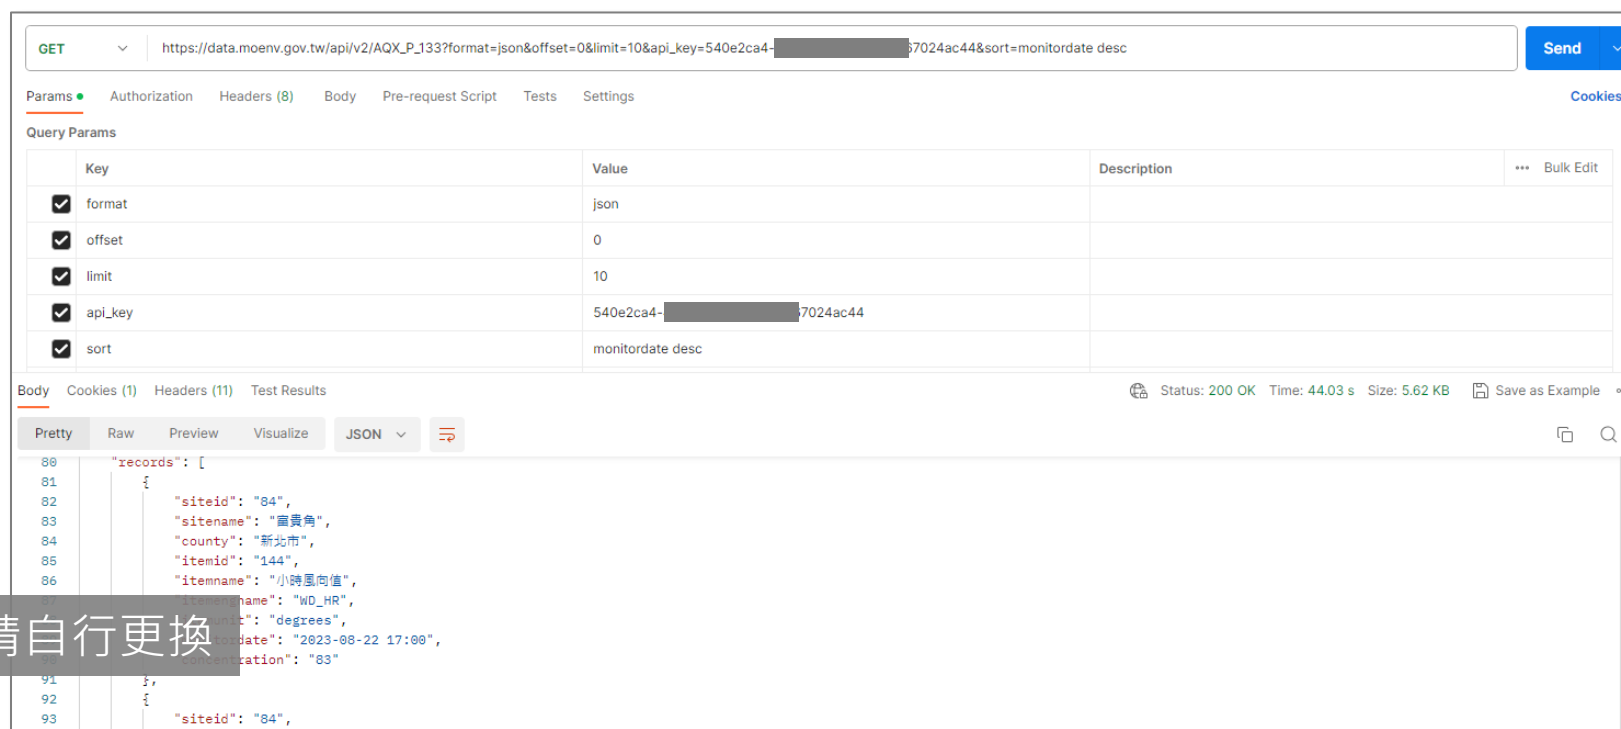 GET
https://data.moenv.gov.tw/api/v2/AQX_P_133?format=json&offset=0&limit=10&api_key=540e2ca4- 67024ac44&sort=monitordate desc
Send
Params Authorization Headers (8) Body Pre-request Script Tests Settings Cookies
Query Params
Key Value Description ••• Bulk Edit
format json
offset 0
limit 10
api_key 540e2ca4- 7024ac44
sort monitordate desc
Body Cookies (1) Headers (11) Test Results Status: 200 OK Time: 44.03 s Size: 5.62 KB Save as Example
Pretty Raw Preview Visualize JSON
80 "records": [
81 {
82 "siteid": "84",
83 "sitename": "富貴角",
84 "county": "新北市",
85 "itemid": "144",
86 "itemname": "小時風向值",
87 "itemengname": "WD_HR",
"degrees",
date": "2023-08-22 17:00",
90 "concentration": "83"
請自行更換
91 },
92 {
93 "siteid": "84",